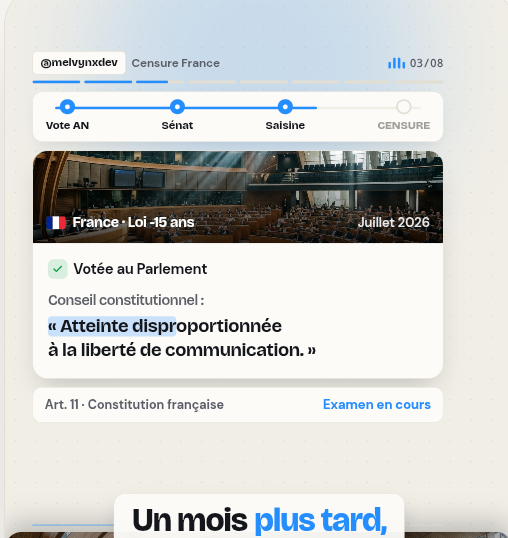 @melvynxdev Censure France 03/08
Vote AN Sénat Saisine CENSURE
France · Loi -15 ans Juillet 2026
Votée au Parlement
Conseil constitutionnel :
« Atteinte disproportionnée
à la liberté de communication. »
Art. 11 · Constitution française Examen en cours
Un mois plus tard,